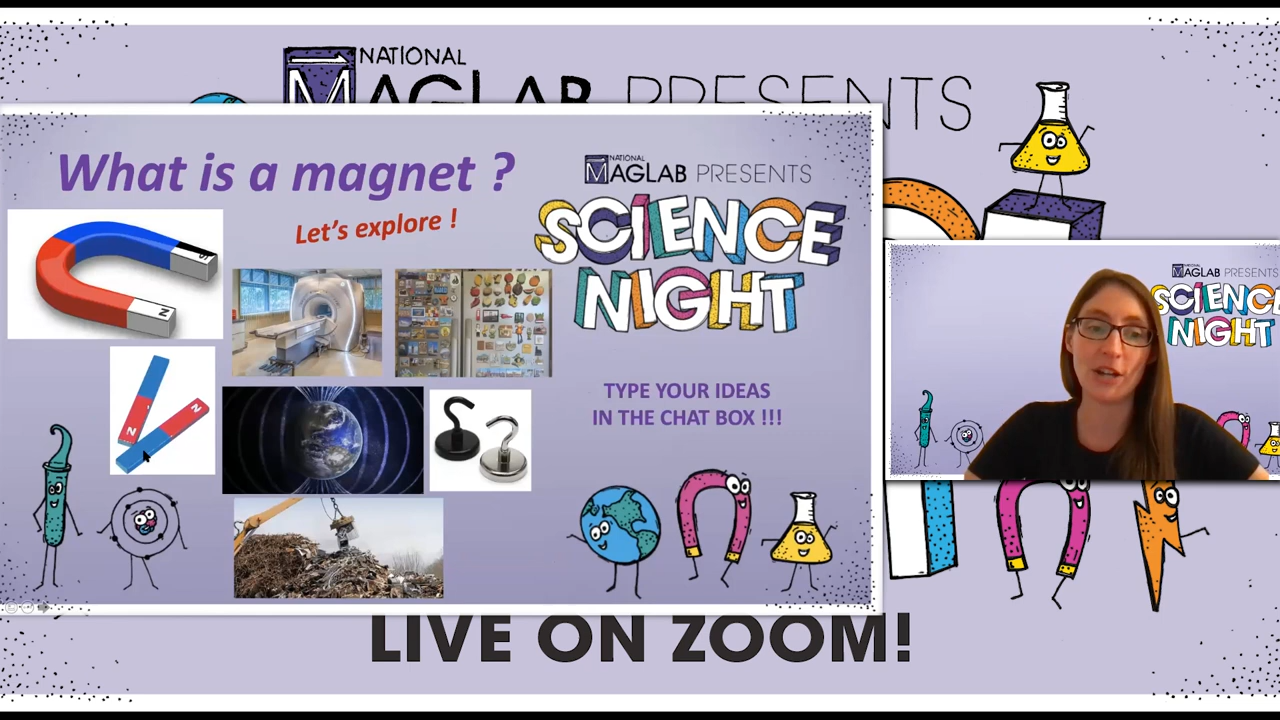 NATIONAL
MAGLAB PRESENTS
What is a magnet ?
Let's explore !
NATIONAL
MAGLAB PRESENTS
SCIENCE
NIGHT
S
N
N
N
TYPE YOUR IDEAS
IN THE CHAT BOX !!!
MAGLAB PRESENTS
SCIENCE
NIGHT
LIVE ON ZOOM!